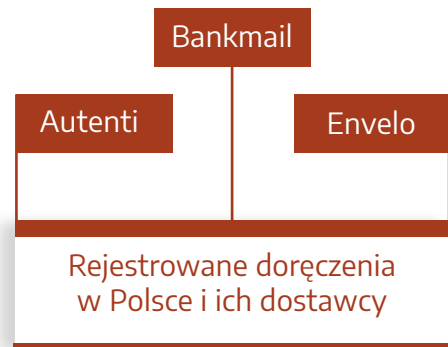 Bankmail
Autenti
Envelo
Rejestrowane doręczenia
w Polsce i ich dostawcy